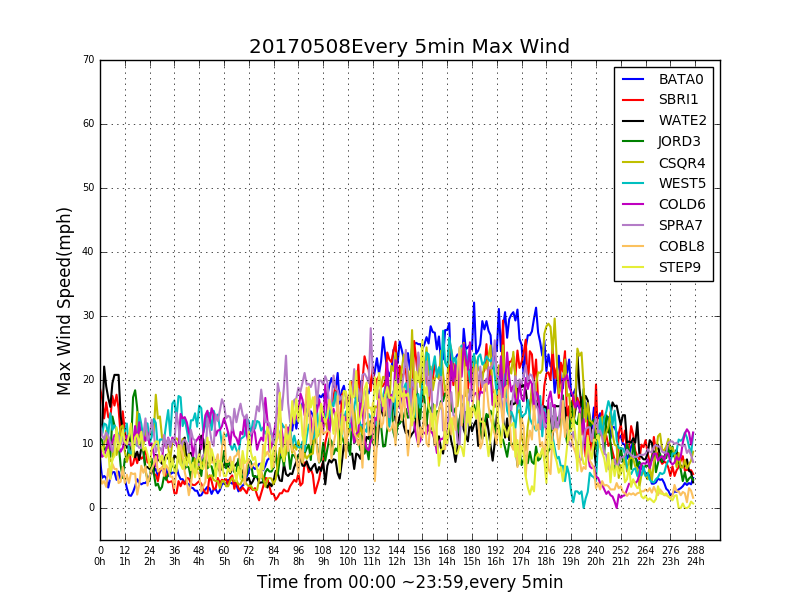 20170508Every 5min Max Wind
Max Wind Speed(mph)
70
60
50
40
30
20
10
0
BATA0
SBRI1
WATE2
JORD3
CSQR4
WEST5
COLD6
SPRA7
COBL8
STEP9
0 12 24 36 48 60 72 84 96 108 120 132 144 156 168 180 192 204 216 228 240 252 264 276 288
0h 1h 2h 3h 4h 5h 6h 7h 8h 9h 10h 11h 12h 13h 14h 15h 16h 17h 18h 19h 20h 21h 22h 23h 24h
Time from 00:00 ~23:59,every 5min